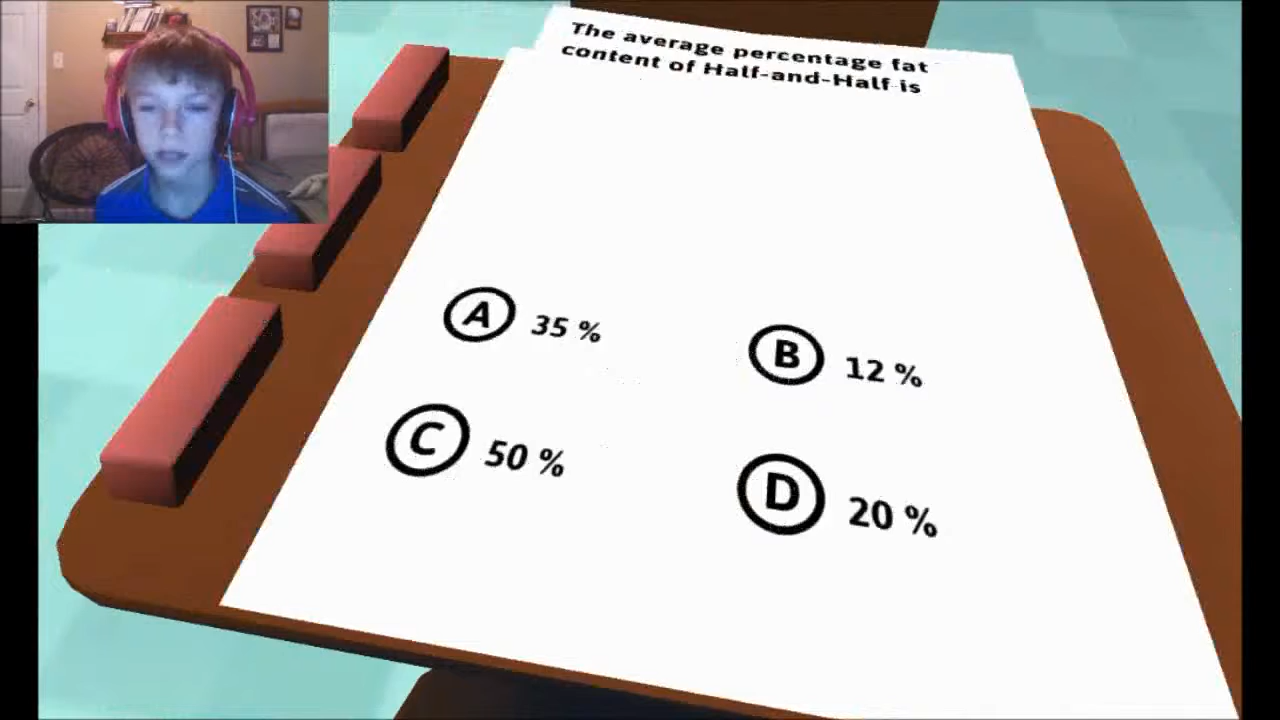 The average percentage fat
content of Half-and-Half is
A 35 %
B 12 %
C 50 %
D 20 %